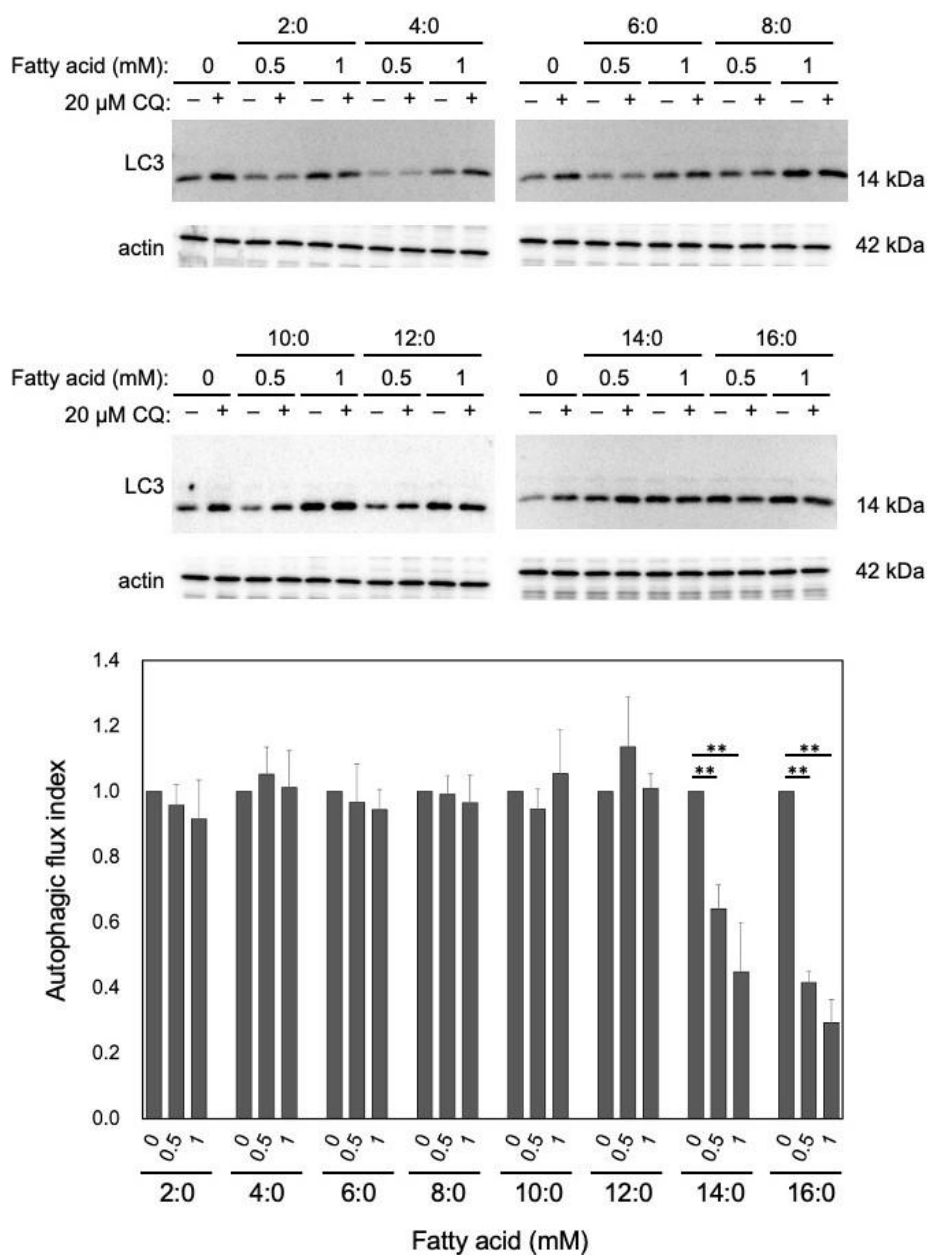 2:0 4:0 6:0 8:0
Fatty acid (mM): 0 0.5 1 0.5 1 0 0.5 1 0.5 1
20 µM CQ: – + – + – + – + – + – + – + – + – + – +
LC3 14 kDa
actin 42 kDa
10:0 12:0 14:0 16:0
Fatty acid (mM): 0 0.5 1 0.5 1 0 0.5 1 0.5 1
20 µM CQ: – + – + – + – + – + – + – + – + – + – +
LC3 14 kDa
actin 42 kDa
1.4
1.2
1.0
0.8
0.6
0.4
0.2
0.0
Autophagic flux index
** **
** **
0 0.5 1 0 0.5 1 0 0.5 1 0 0.5 1 0 0.5 1 0 0.5 1 0 0.5 1 0 0.5 1
2:0 4:0 6:0 8:0 10:0 12:0 14:0 16:0
Fatty acid (mM)